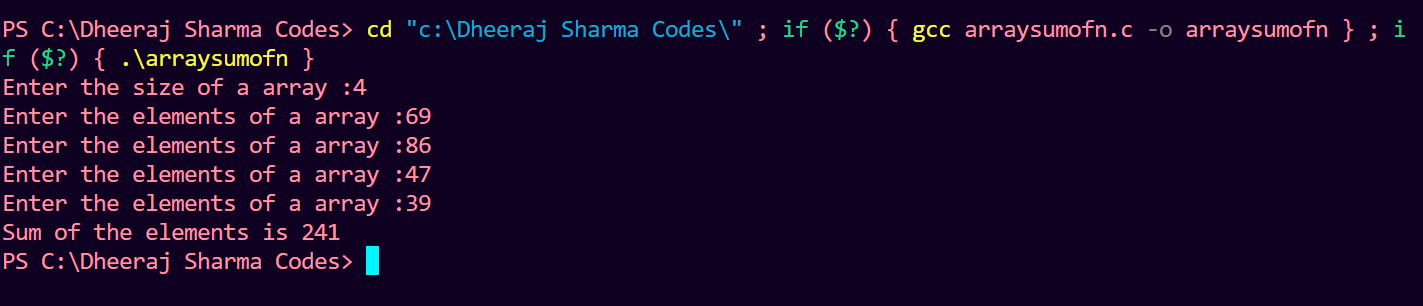 PS C:\Dheeraj Sharma Codes> cd "c:\Dheeraj Sharma Codes\" ; if ($?) { gcc arraysumofn.c -o arraysumofn } ; i
f ($?) { .\arraysumofn }
Enter the size of a array :4
Enter the elements of a array :69
Enter the elements of a array :86
Enter the elements of a array :47
Enter the elements of a array :39
Sum of the elements is 241
PS C:\Dheeraj Sharma Codes>